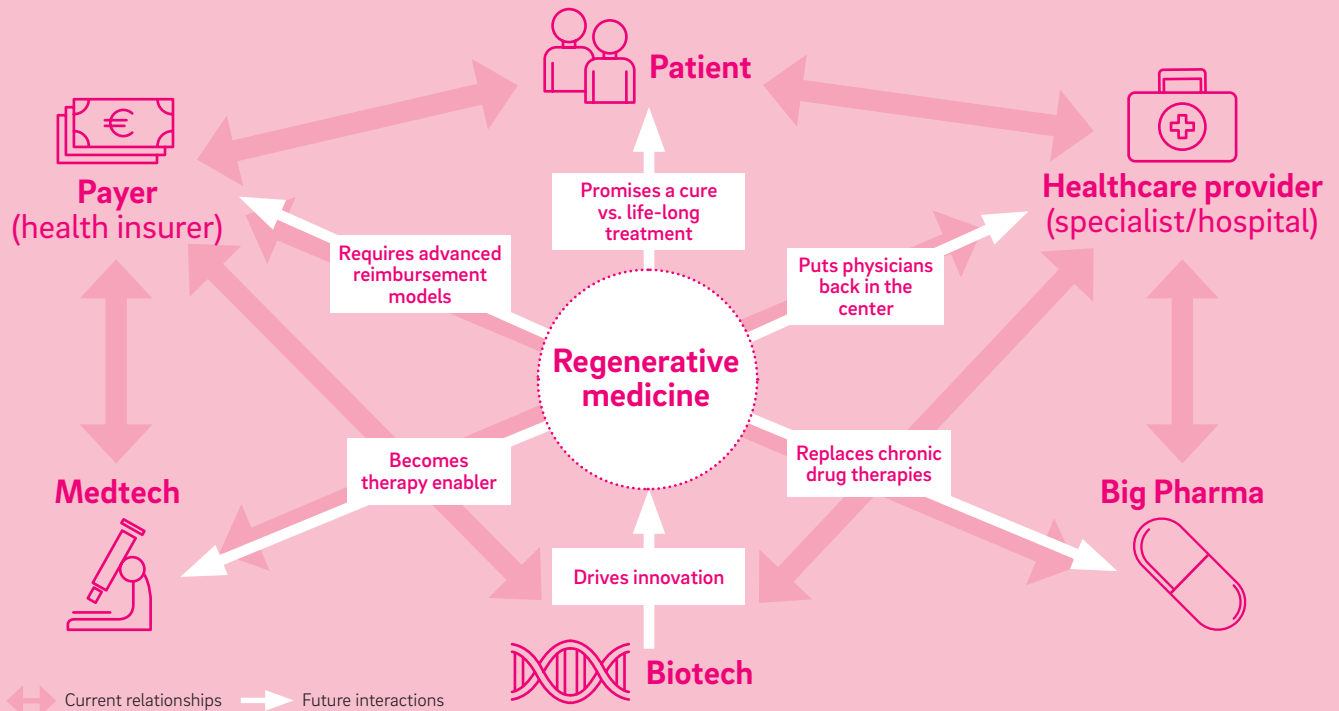 Patient
€
Payer
(health insurer)
Healthcare provider
(specialist/hospital)
Promises a cure
vs. life-long
treatment
Requires advanced
reimbursement
models
Puts physicians
back in the
center
Regenerative
medicine
Becomes
therapy enabler
Replaces chronic
drug therapies
Medtech
Big Pharma
Drives innovation
Biotech
Current relationships
Future interactions